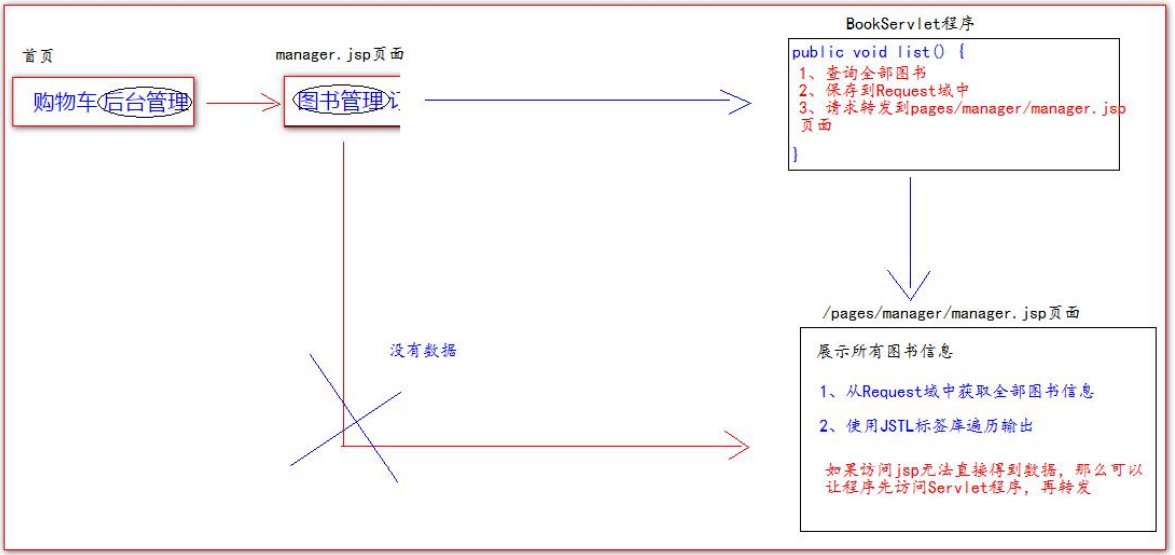 BookServlet程序
首页
manager.jsp页面
购物车 后台管理
图书管理
public void list() {
1、查询全部图书
2、保存到Request域中
3、请求转发到pages/manager/manager.jsp
页面
}
/pages/manager/manager.jsp页面
没有数据
展示所有图书信息
1、从Request域中获取全部图书信息
2、使用JSTL标签库遍历输出
如果访问jsp无法直接得到数据，那么可以
让程序先访问Servlet程序，再转发